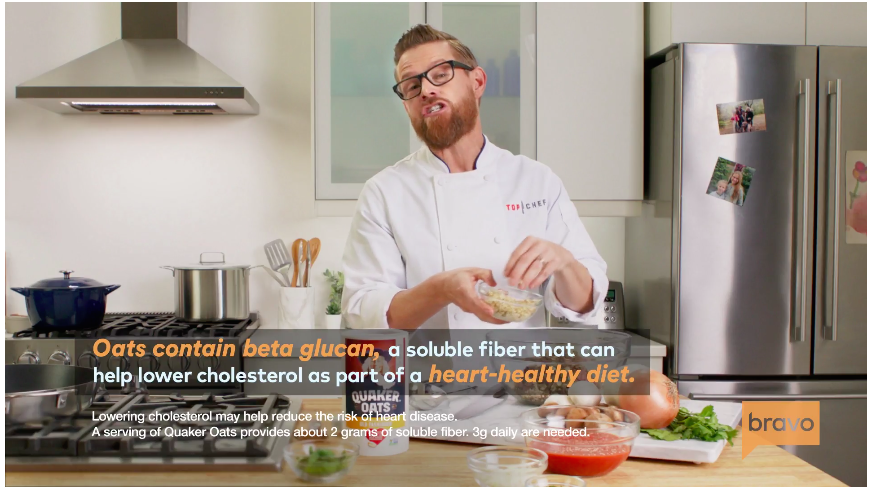 TOP CHEF
Oats contain beta glucan, a soluble fiber that can
help lower cholesterol as part of a heart-healthy diet.
QUAKER
OATS
Lowering cholesterol may help reduce the risk of heart disease.
A serving of Quaker Oats provides about 2 grams of soluble fiber. 3g daily are needed.
bravo